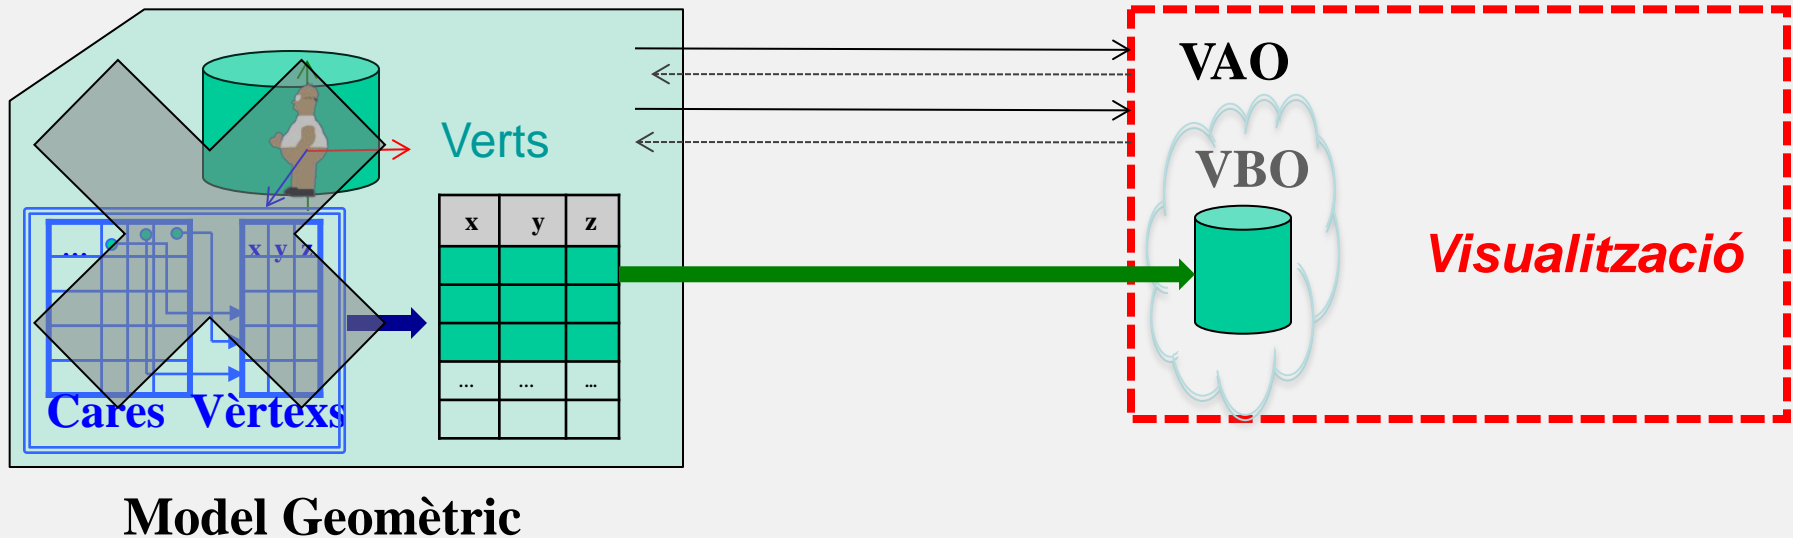 VAO
Verts
VBO
x y z
... x y z
Visualització
... ... ...
Cares Vèrtexs
Model Geomètric